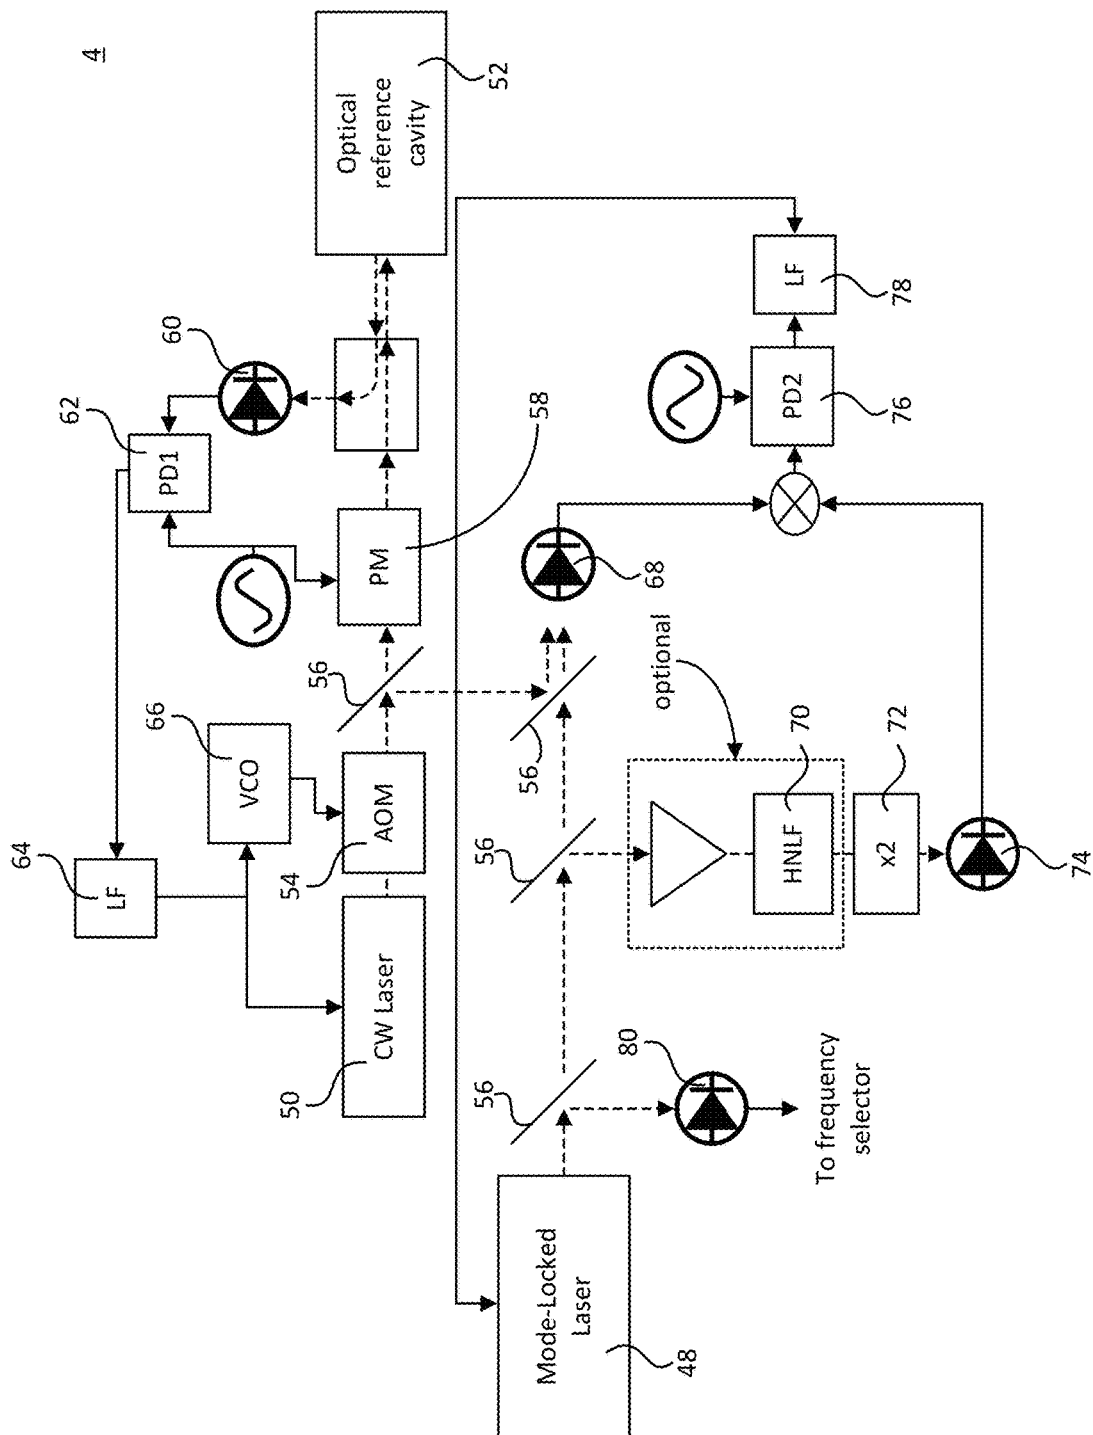 4
Optical
reference
cavity
52
60
62
PD1
58
PM
LF
78
PD2
76
68
56
66
VCO
64
LF
AOM
54
CW Laser
50
56
optional
56
70
HNLF
72
x2
74
56
80
To frequency
selector
Mode-Locked
Laser
48